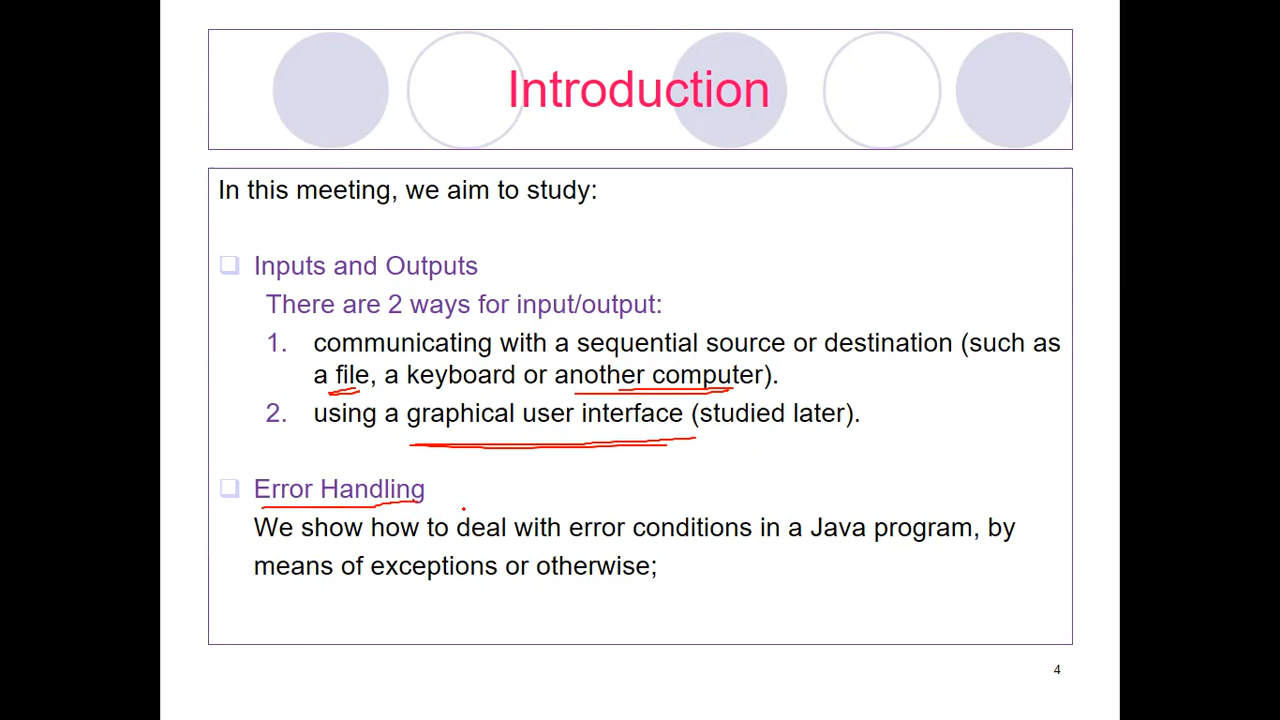 Introduction
In this meeting, we aim to study:
Inputs and Outputs
There are 2 ways for input/output:
1. communicating with a sequential source or destination (such as
a file, a keyboard or another computer).
2. using a graphical user interface (studied later).
Error Handling
We show how to deal with error conditions in a Java program, by
means of exceptions or otherwise;
4